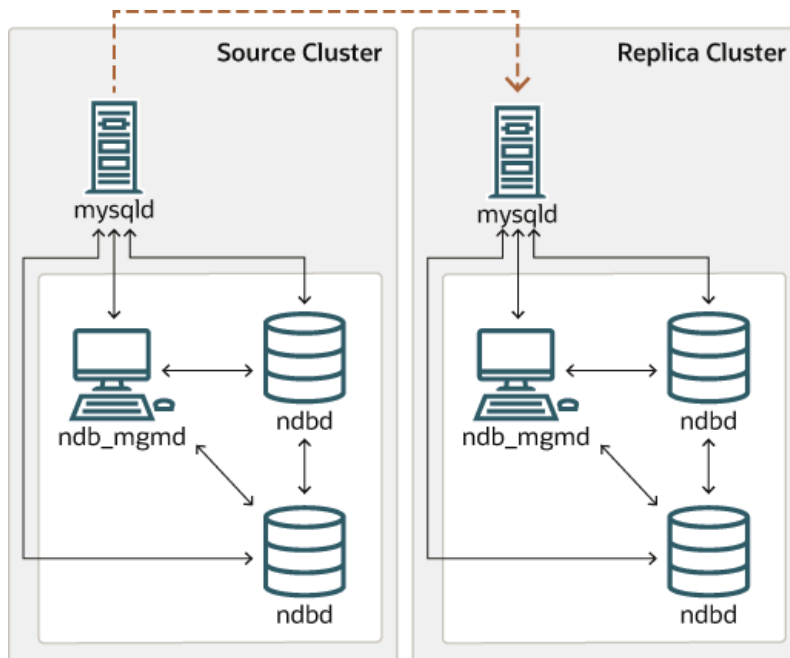 Source Cluster
mysqld
ndb_mgmd
ndbd
ndbd
Replica Cluster
mysqld
ndb_mgmd
ndbd
ndbd